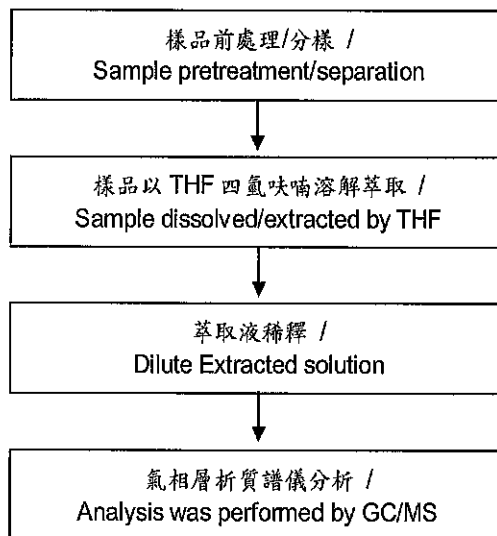 樣品前處理/分樣 /
Sample pretreatment/separation
樣品以 THF 四氫呋喃溶解萃取 /
Sample dissolved/extracted by THF
萃取液稀釋 /
Dilute Extracted solution
氣相層析質譜儀分析 /
Analysis was performed by GC/MS